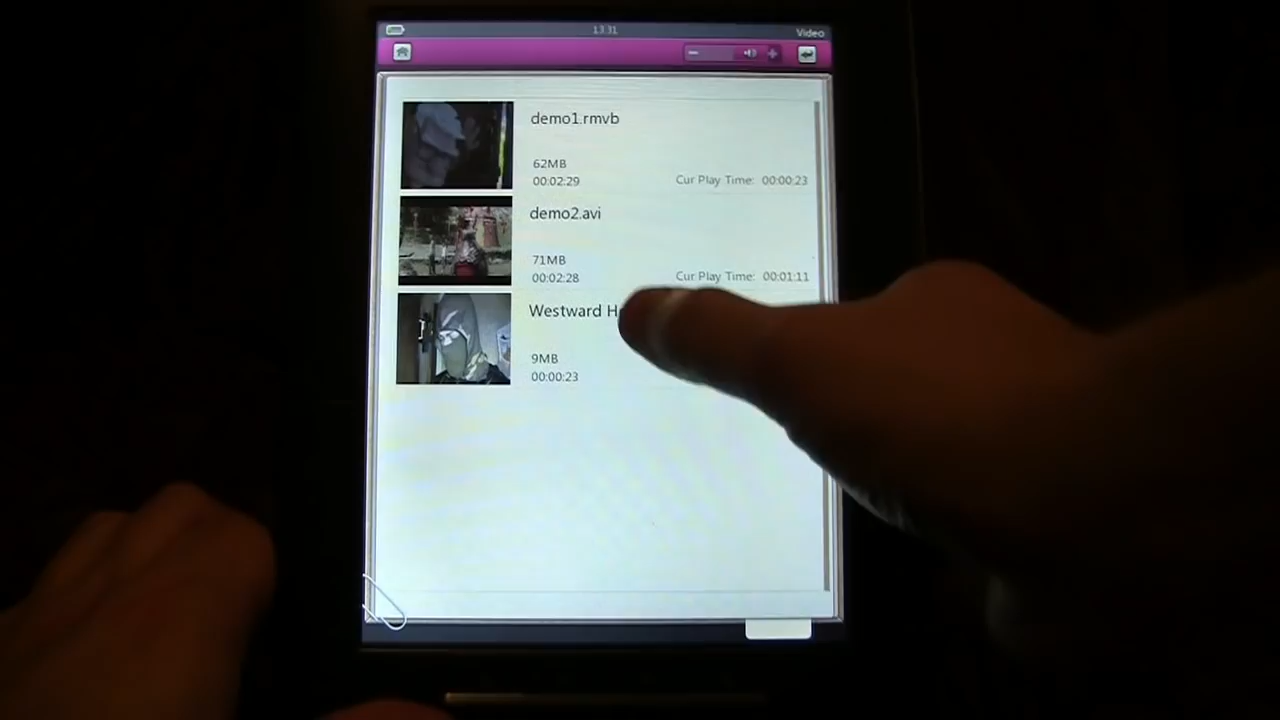 13:31
Video
demo1.rmvb
62MB
00:02:29
Cur Play Time: 00:00:23
demo2.avi
71MB
00:02:28
Cur Play Time: 00:01:11
Westward
9MB
00:00:23